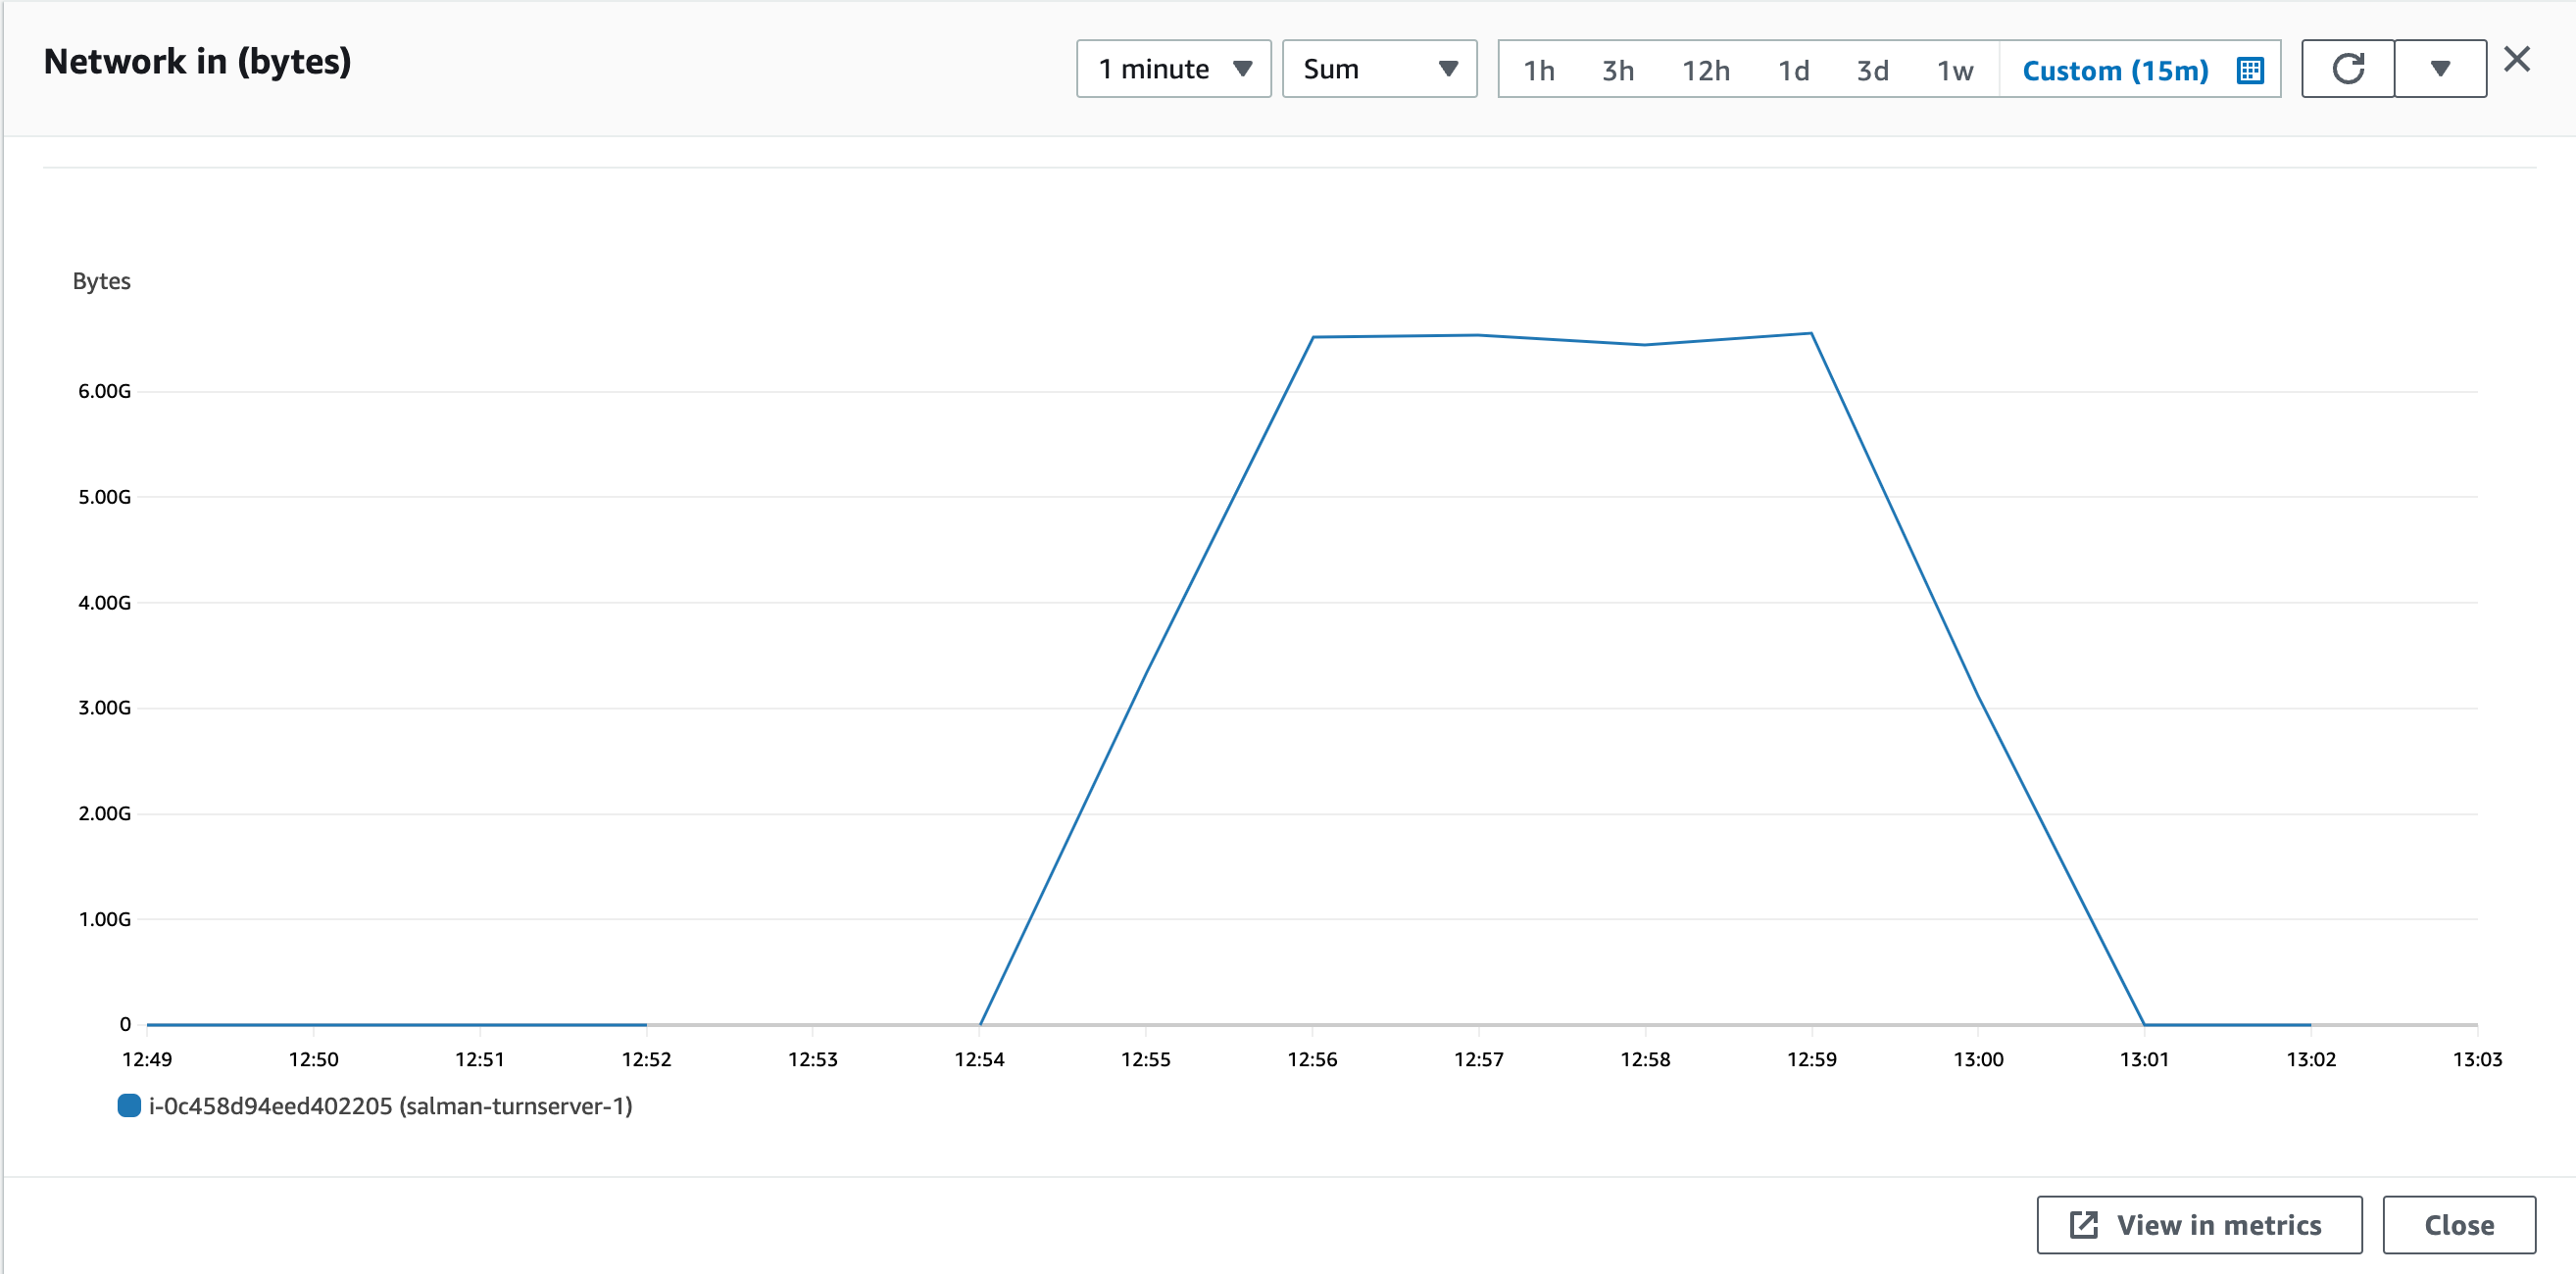 Network in (bytes)
1 minute
Sum
1h 3h 12h 1d 3d 1w Custom (15m)
Bytes
6.00G
5.00G
4.00G
3.00G
2.00G
1.00G
0
12:49 12:50 12:51 12:52 12:53 12:54 12:55 12:56 12:57 12:58 12:59 13:00 13:01 13:02 13:03
i-0c458d94eed402205 (salman-turnserver-1)
View in metrics
Close